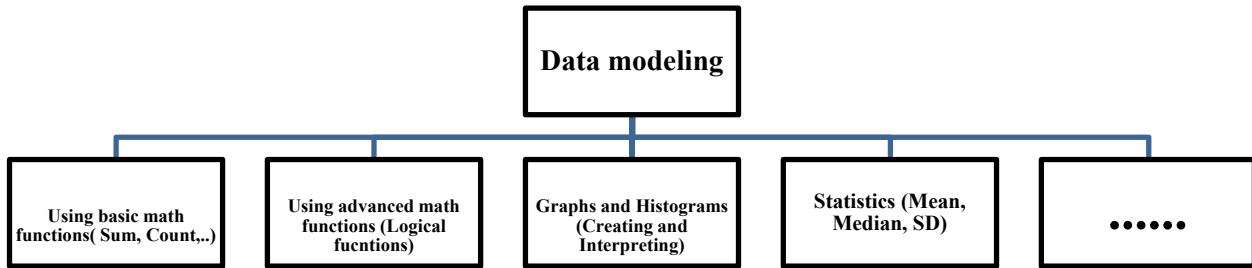 Data modeling
Using basic math
functions( Sum, Count,..)
Using advanced math
functions (Logical
fucntions)
Graphs and Histograms
(Creating and
Interpreting)
Statistics (Mean,
Median, SD)
……